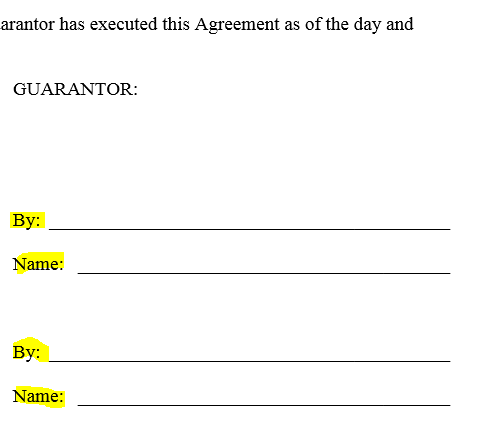 arantor has executed this Agreement as of the day and
GUARANTOR:
By:
Name:
By:
Name: